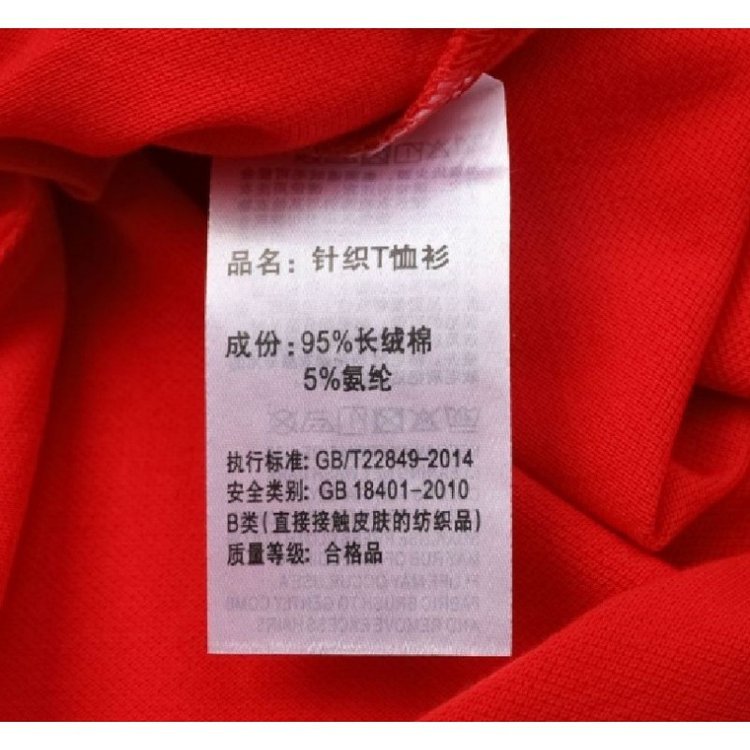 品名：针织T恤衫
成份：95%长绒棉
5%氨纶
执行标准：GB/T22849-2014
安全类别：GB 18401-2010
B类（直接接触皮肤的纺织品）
质量等级：合格品